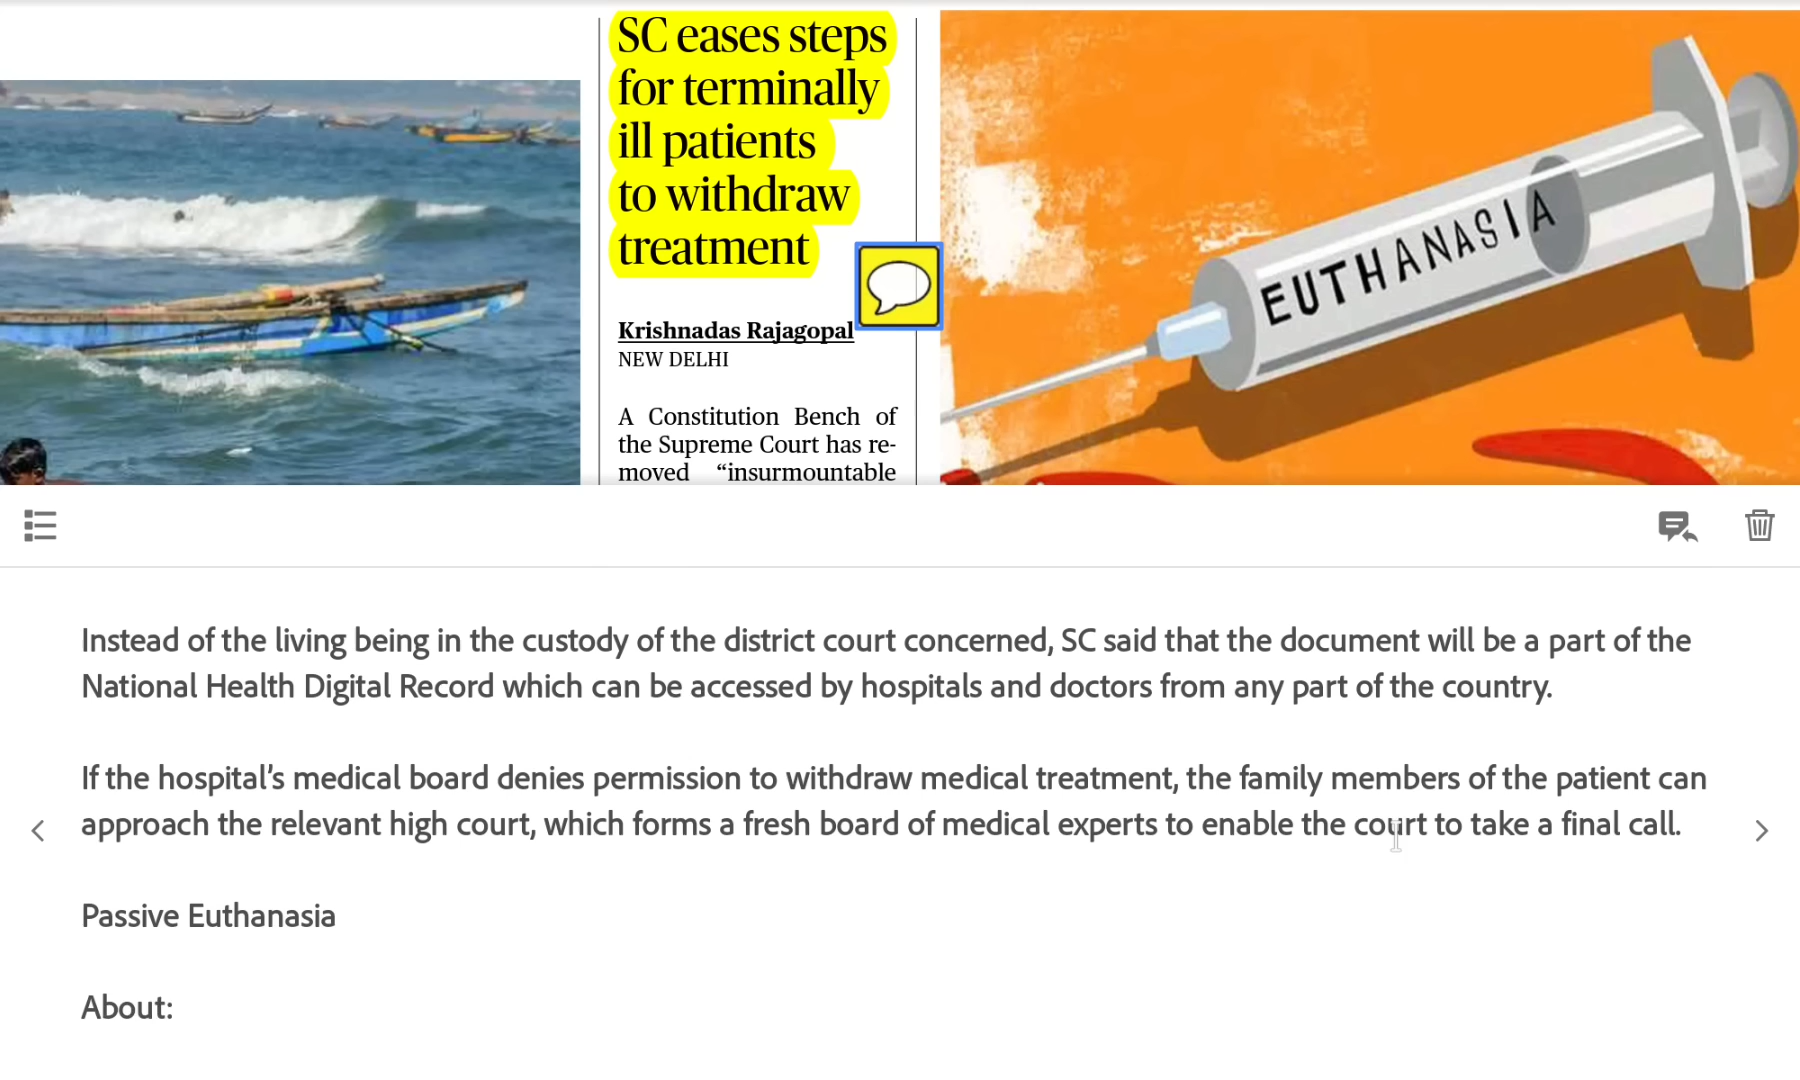 SC eases steps
for terminally
ill patients
to withdraw
treatment
Krishnadas Rajagopal
NEW DELHI
A Constitution Bench of
the Supreme Court has re-
moved “insurmountable
EUTHANASIA
Instead of the living being in the custody of the district court concerned, SC said that the document will be a part of the
National Health Digital Record which can be accessed by hospitals and doctors from any part of the country.
If the hospital’s medical board denies permission to withdraw medical treatment, the family members of the patient can
approach the relevant high court, which forms a fresh board of medical experts to enable the court to take a final call.
Passive Euthanasia
About: